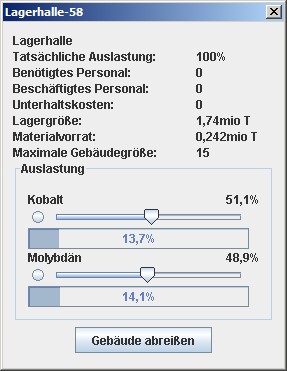 Lagerhalle-58
Lagerhalle
Tatsächliche Auslastung: 100%
Benötigtes Personal: 0
Beschäftigtes Personal: 0
Unterhaltskosten: 0
Lagergröße: 1,74mio T
Materialvorrat: 0,242mio T
Maximale Gebäudegröße: 15
Auslastung
Kobalt 51,1%
13,7%
Molybdän 48,9%
14,1%
Gebäude abreißen